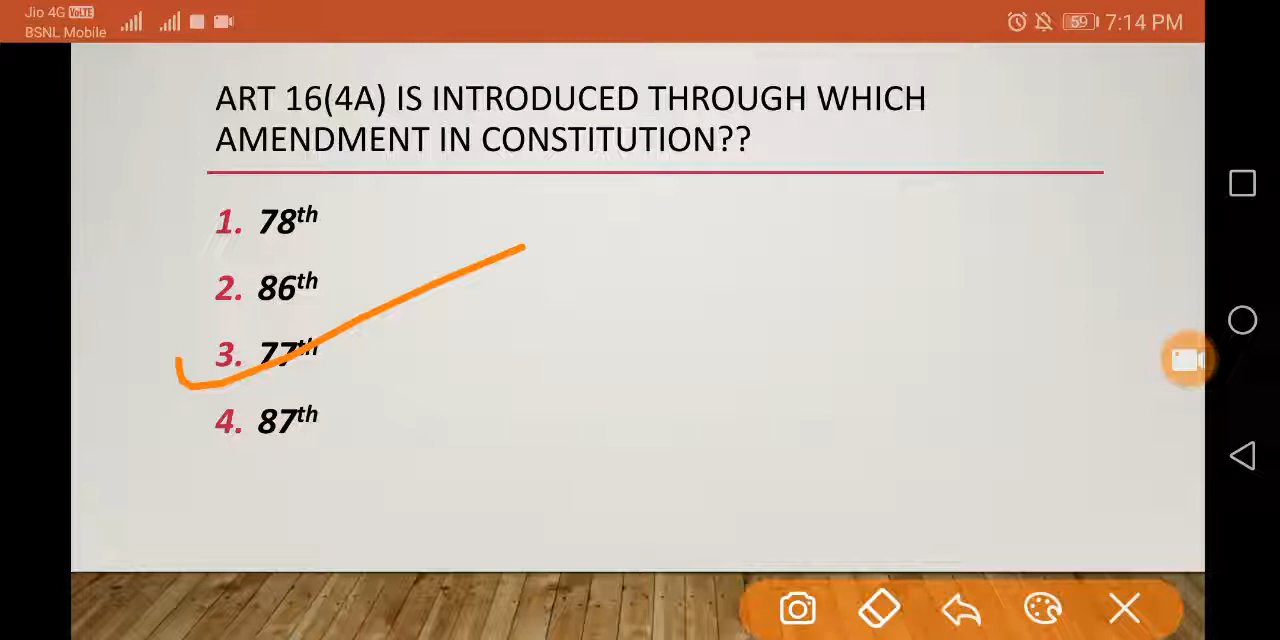 Jio 4G VoLTE
BSNL Mobile
59 7:14 PM
ART 16(4A) IS INTRODUCED THROUGH WHICH
AMENDMENT IN CONSTITUTION??
1. 78th
2. 86th
3. 77th
4. 87th